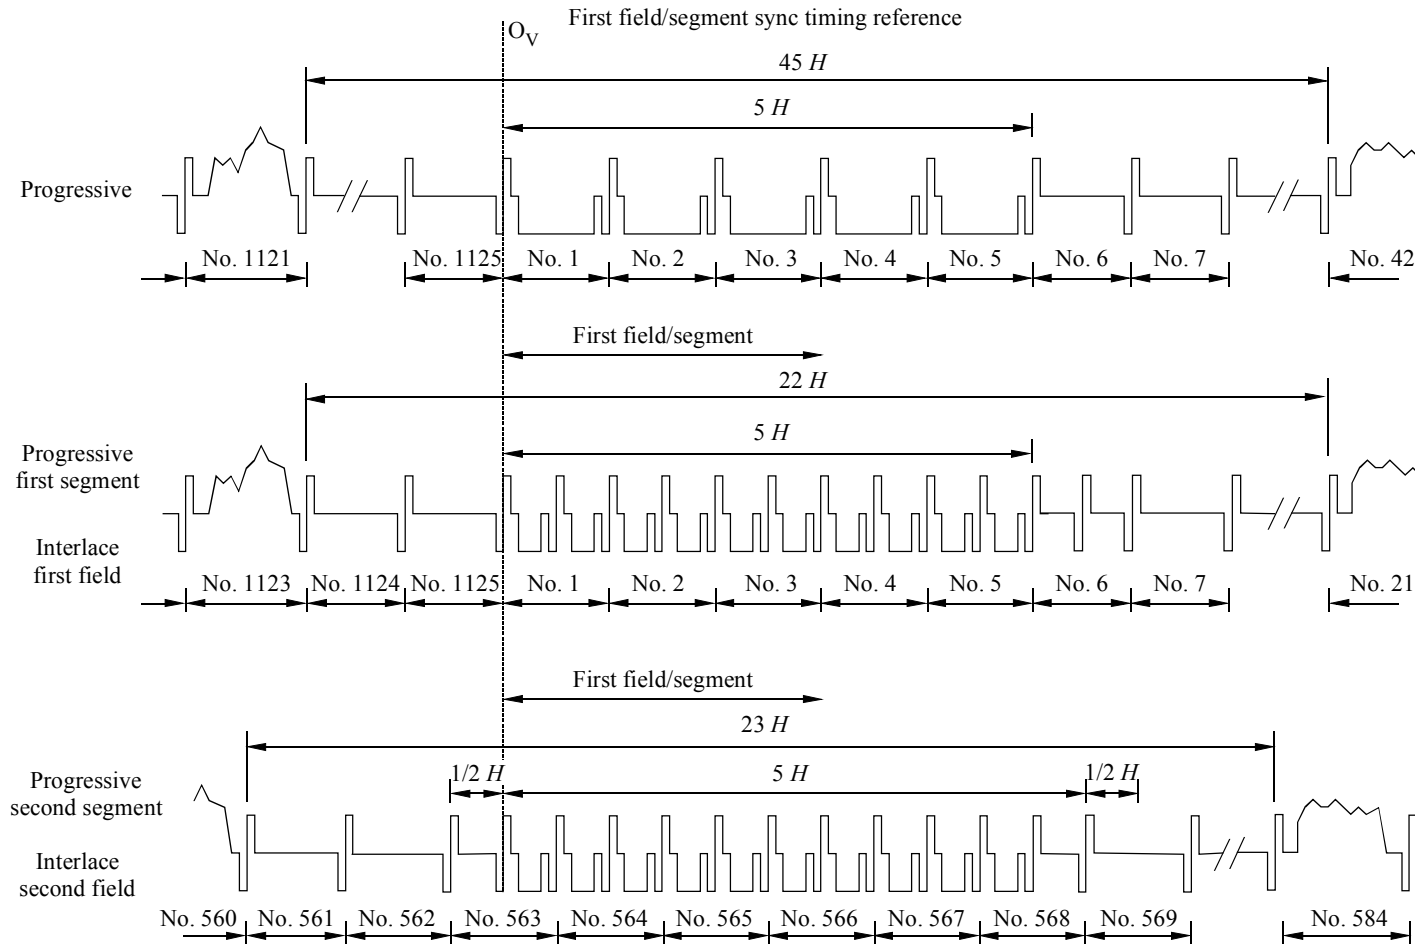 First field/segment sync timing reference
OV
45 H
5 H
Progressive
No. 1121
No. 1125
No. 1
No. 2
No. 3
No. 4
No. 5
No. 6
No. 7
No. 42
First field/segment
22 H
5 H
Progressive
first segment
Interlace
first field
No. 1123
No. 1124
No. 1125
No. 1
No. 2
No. 3
No. 4
No. 5
No. 6
No. 7
No. 21
First field/segment
23 H
1/2 H
5 H
1/2 H
Progressive
second segment
Interlace
second field
No. 560
No. 561
No. 562
No. 563
No. 564
No. 565
No. 566
No. 567
No. 568
No. 569
No. 584